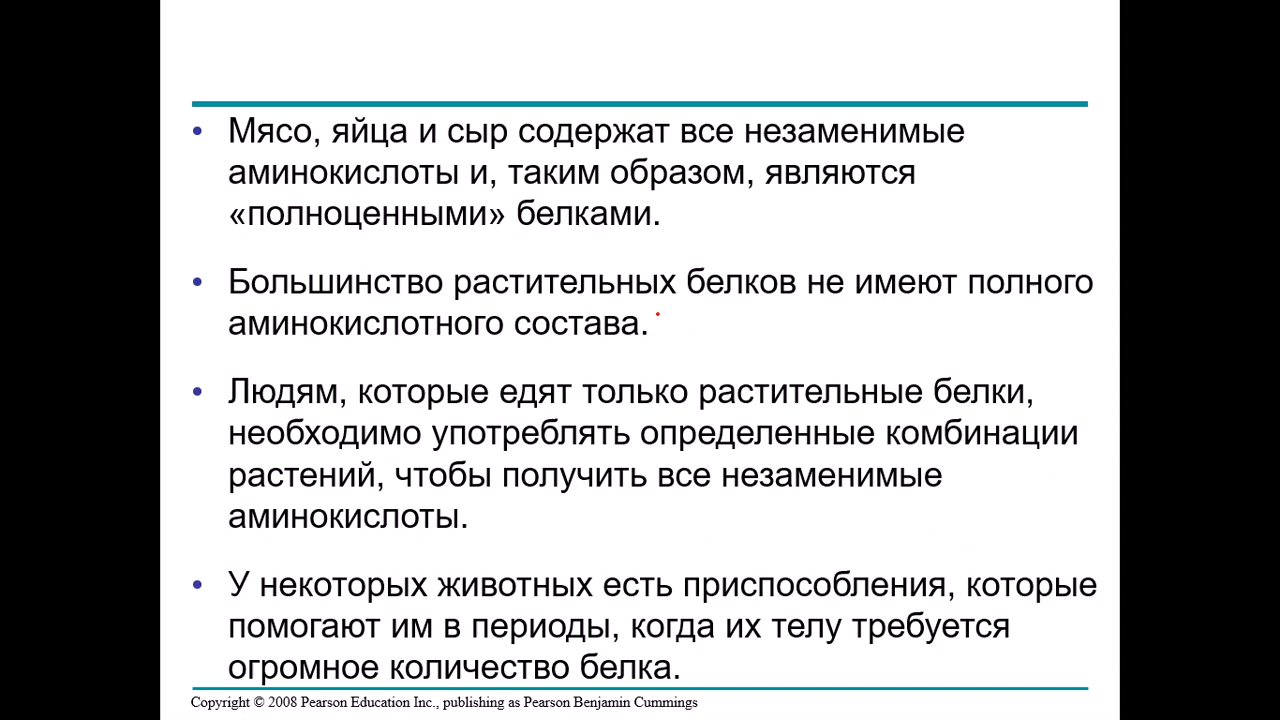 • Мясо, яйца и сыр содержат все незаменимые
аминокислоты и, таким образом, являются
«полноценными» белками.
• Большинство растительных белков не имеют полного
аминокислотного состава.
• Людям, которые едят только растительные белки,
необходимо употреблять определенные комбинации
растений, чтобы получить все незаменимые
аминокислоты.
• У некоторых животных есть приспособления, которые
помогают им в периоды, когда их телу требуется
огромное количество белка.
Copyright © 2008 Pearson Education Inc., publishing as Pearson Benjamin Cummings